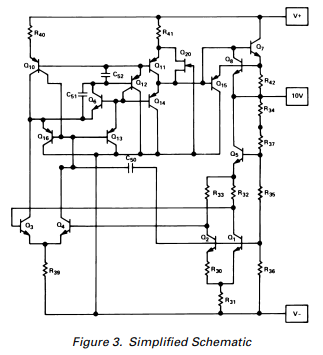 V+
R40
R41
Q10
Q11
Q20
Q8
Q7
C52
C51
Q6
Q12
Q14
Q15
R42
10V
R34
R37
Q16
Q13
Q5
C50
R33
R32
R35
Q3
Q4
Q2
Q1
R39
R30
R36
R31
V-
Figure 3. Simplified Schematic